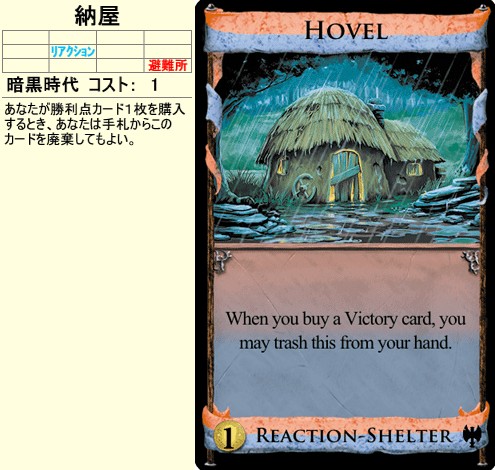 納屋
リアクション
避難所
暗黒時代 コスト: 1
あなたが勝利点カード1枚を購入
するとき、あなたは手札からこの
カードを廃棄してもよい。
HOVEL
When you buy a Victory card, you
may trash this from your hand.
1 REACTION-SHELTER